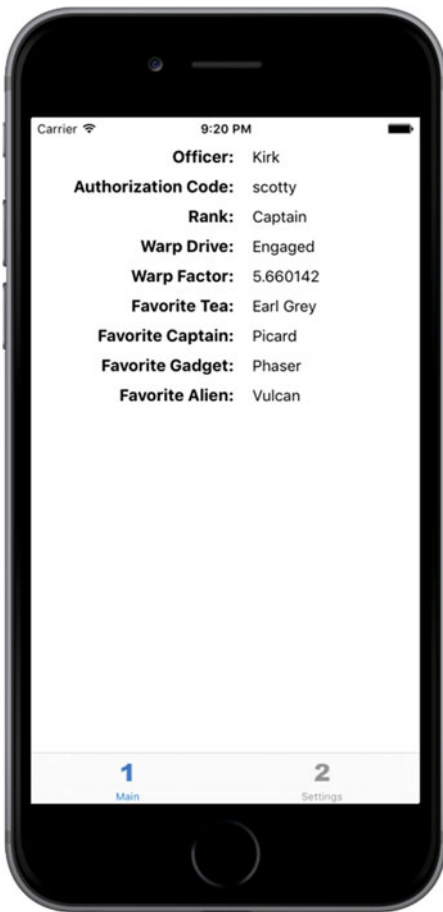 Carrier 9:20 PM
Officer: Kirk
Authorization Code: scotty
Rank: Captain
Warp Drive: Engaged
Warp Factor: 5.660142
Favorite Tea: Earl Grey
Favorite Captain: Picard
Favorite Gadget: Phaser
Favorite Alien: Vulcan
1 2
Main Settings